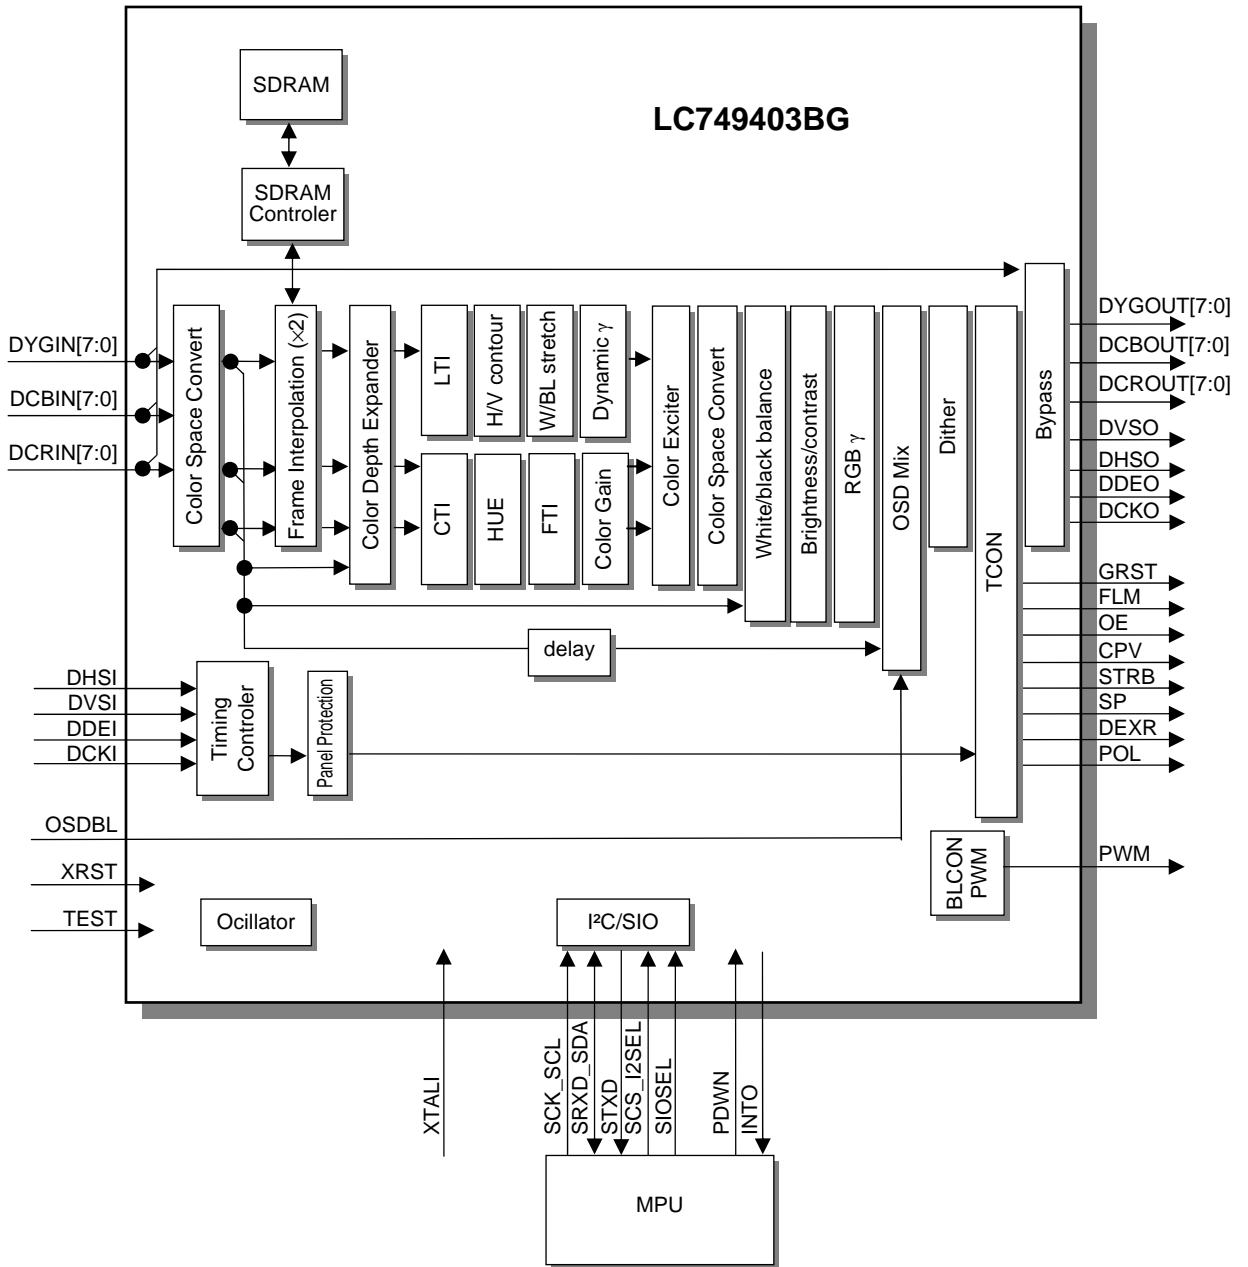 LC749403BG
SDRAM
SDRAM
Controler
DYGIN[7:0]
DCBIN[7:0]
DCRIN[7:0]
Color Space Convert
Frame Interpolation (×2)
Color Depth Expander
LTI
H/V contour
W/BL stretch
Dynamic γ
CTI
HUE
FTI
Color Gain
Color Exciter
Color Space Convert
White/black balance
Brightness/contrast
RGB γ
OSD Mix
Dither
TCON
Bypass
DYGOUT[7:0]
DCBOUT[7:0]
DCROUT[7:0]
DVSO
DHSO
DDEO
DCKO
GRST
FLM
OE
CPV
STRB
SP
DEXR
POL
delay
DHSI
DVSI
DDEI
DCKI
Timing
Controler
Panel Protection
OSDBL
XRST
TEST
Ocillator
I²C/SIO
BLCON
PWM
PWM
XTALI
SCK_SCL
SRXD_SDA
STXD
SCS_I2SEL
SIOSEL
PDWN
INTO
MPU